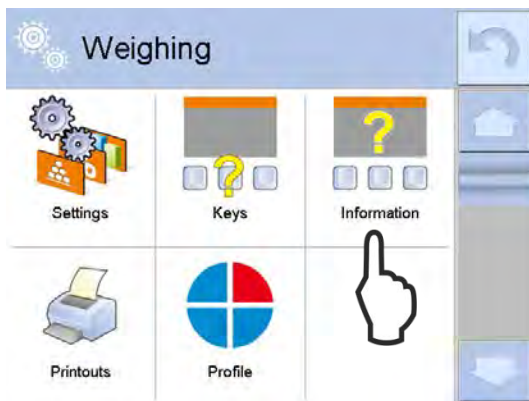 Weighing
Settings
Keys
Information
Printouts
Profile